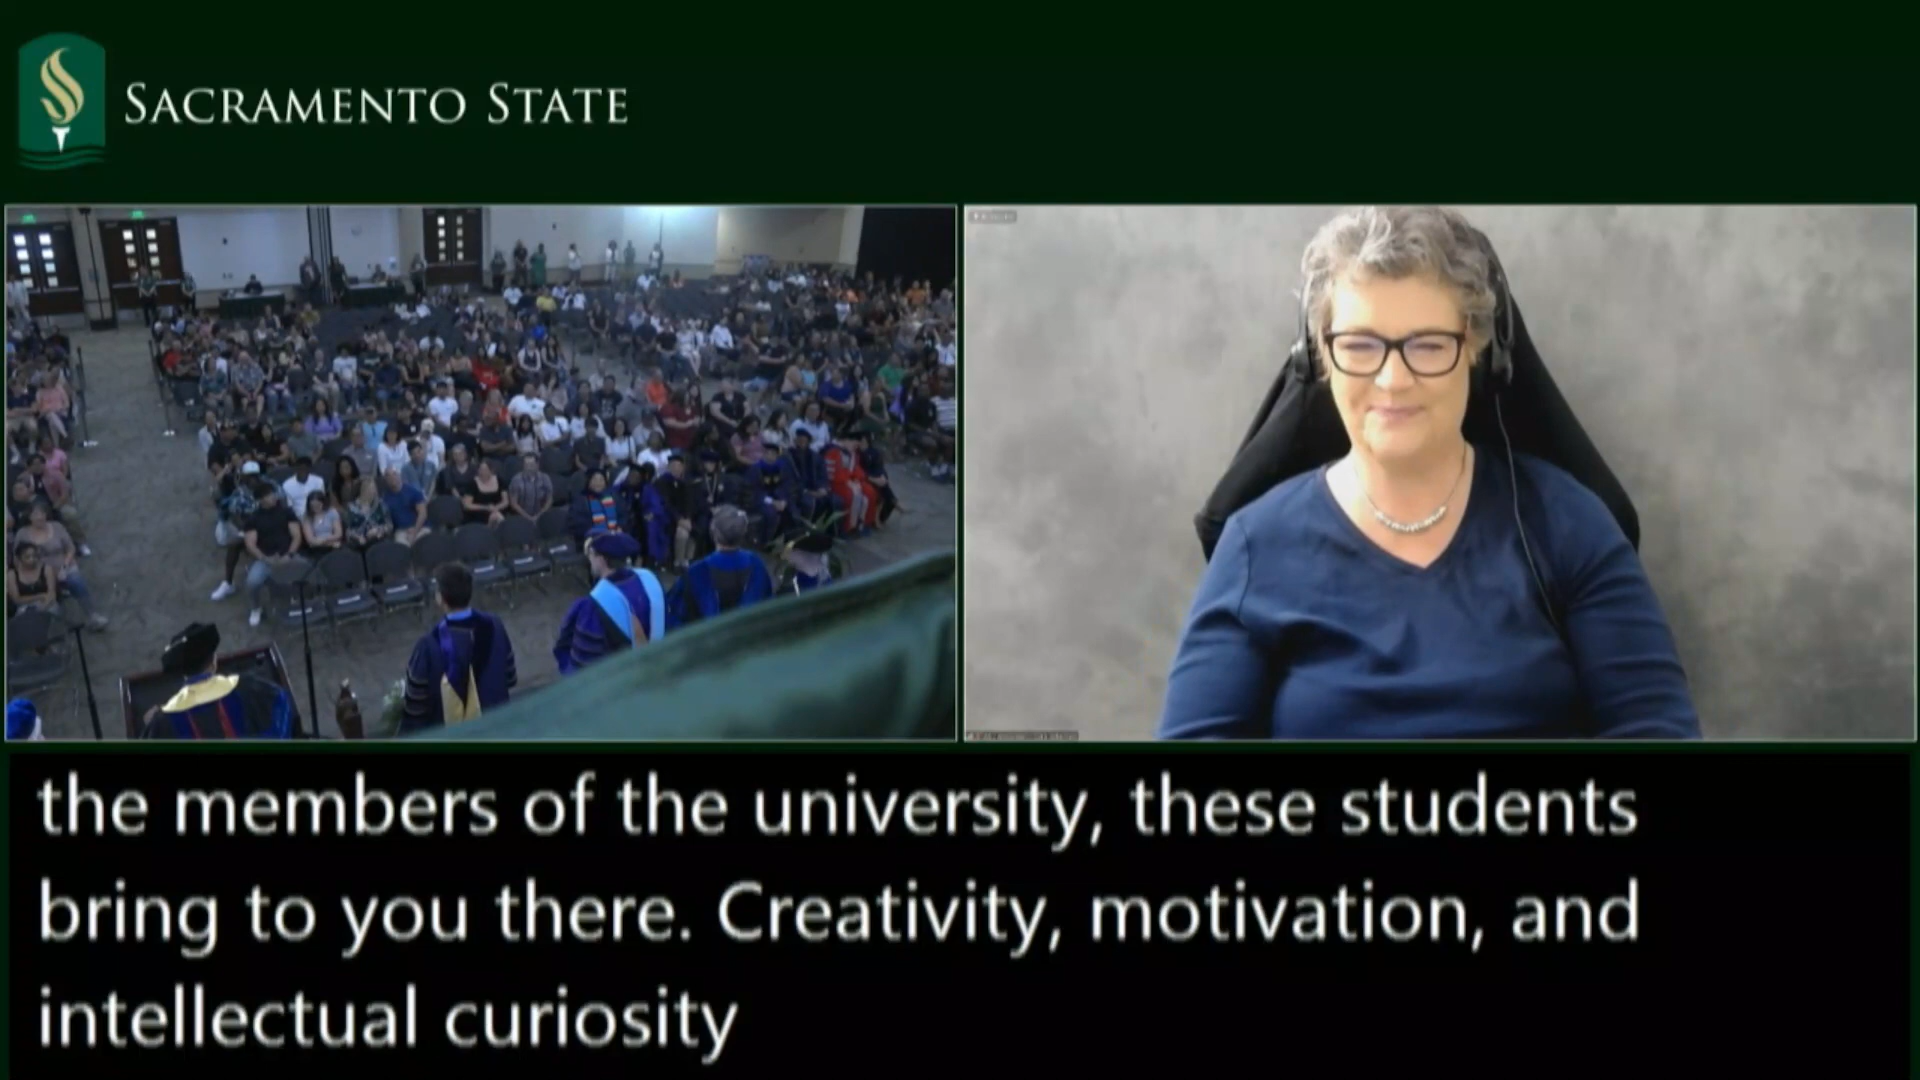 SACRAMENTO STATE
the members of the university, these students
bring to you there. Creativity, motivation, and
intellectual curiosity